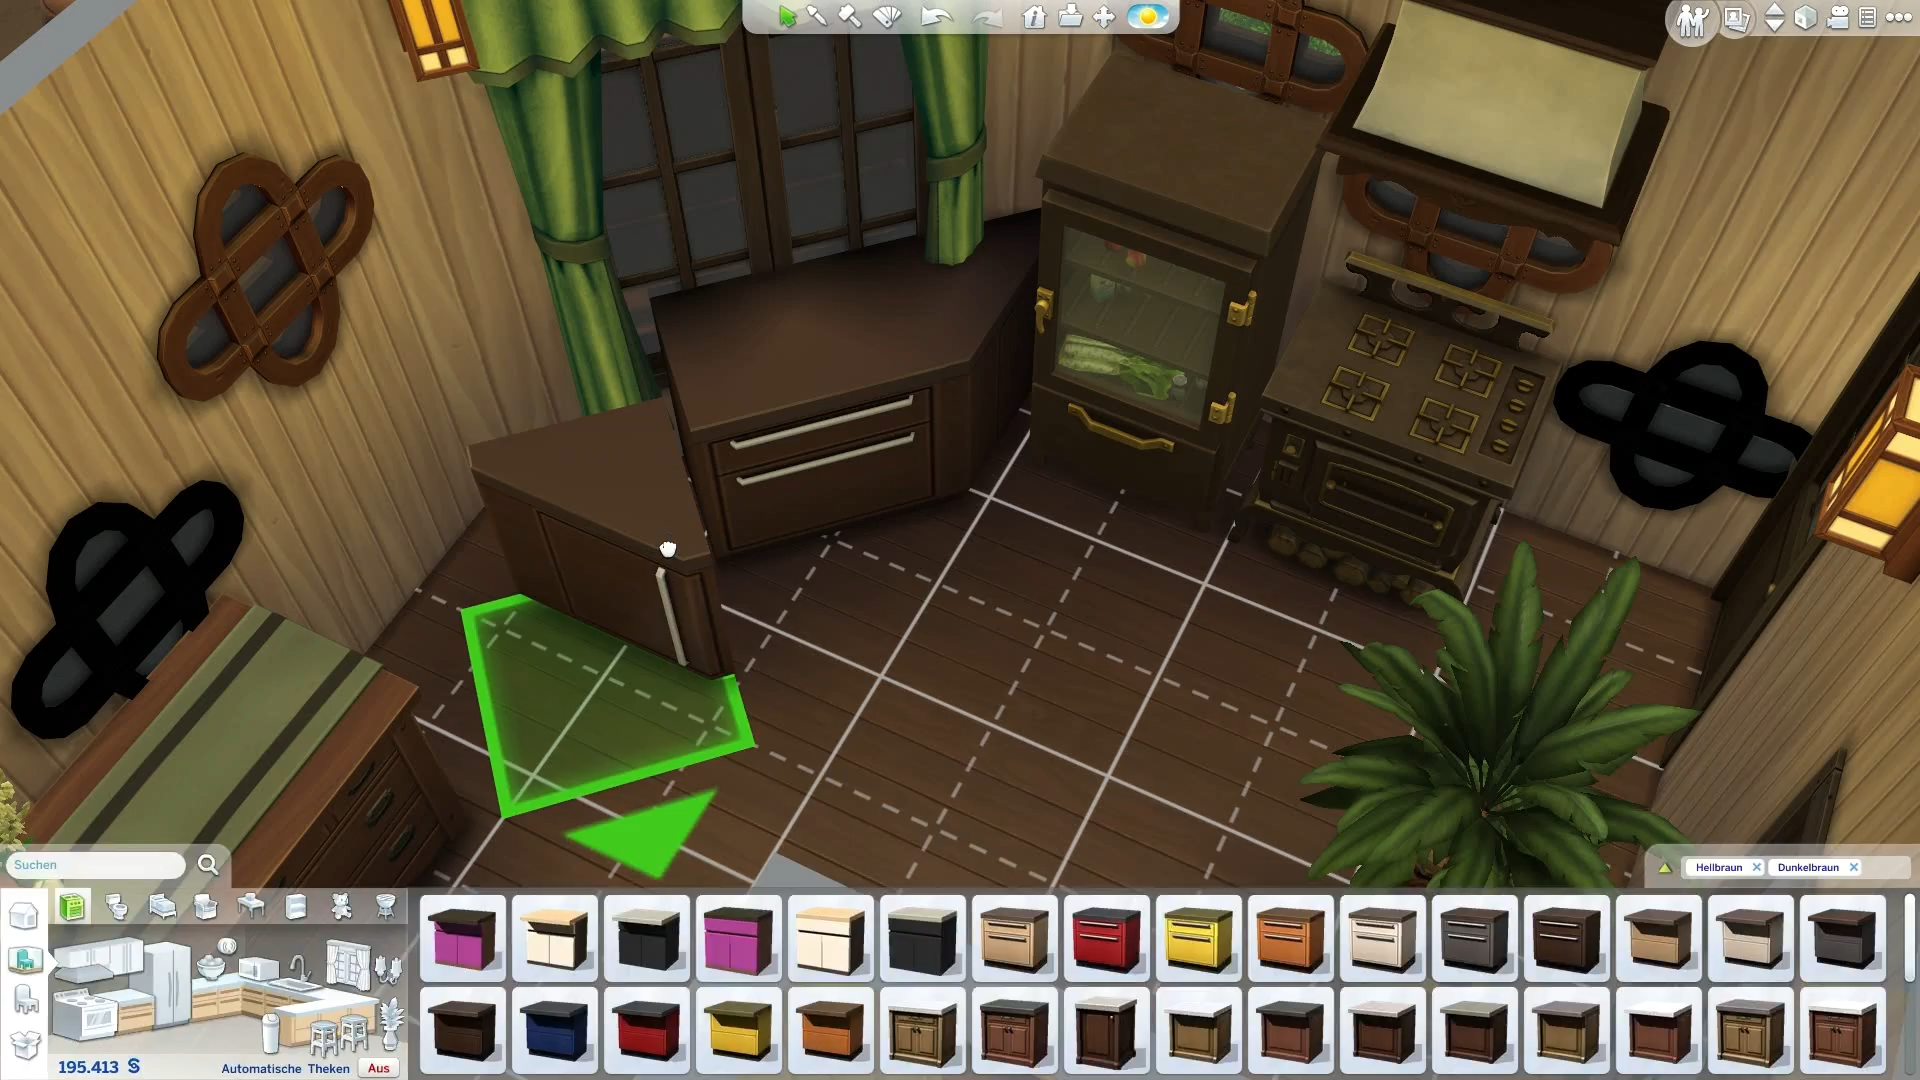 Suchen
Hellbraun
Dunkelbraun
195.413 S
Automatische Theken
Aus